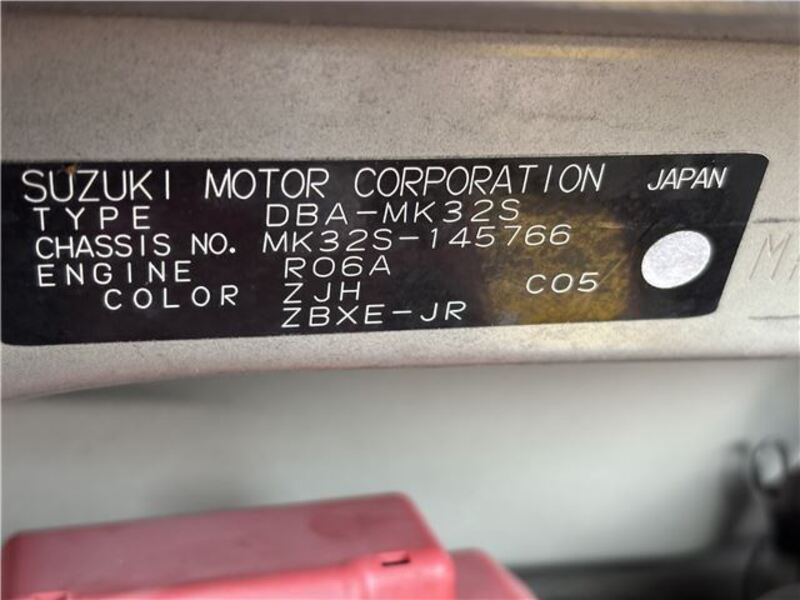 SUZUKI MOTOR CORPORATION JAPAN
TYPE DBA-MK32S
CHASSIS NO. MK32S-145766
ENGINE R06A
COLOR ZJH C05
ZBXE-JR